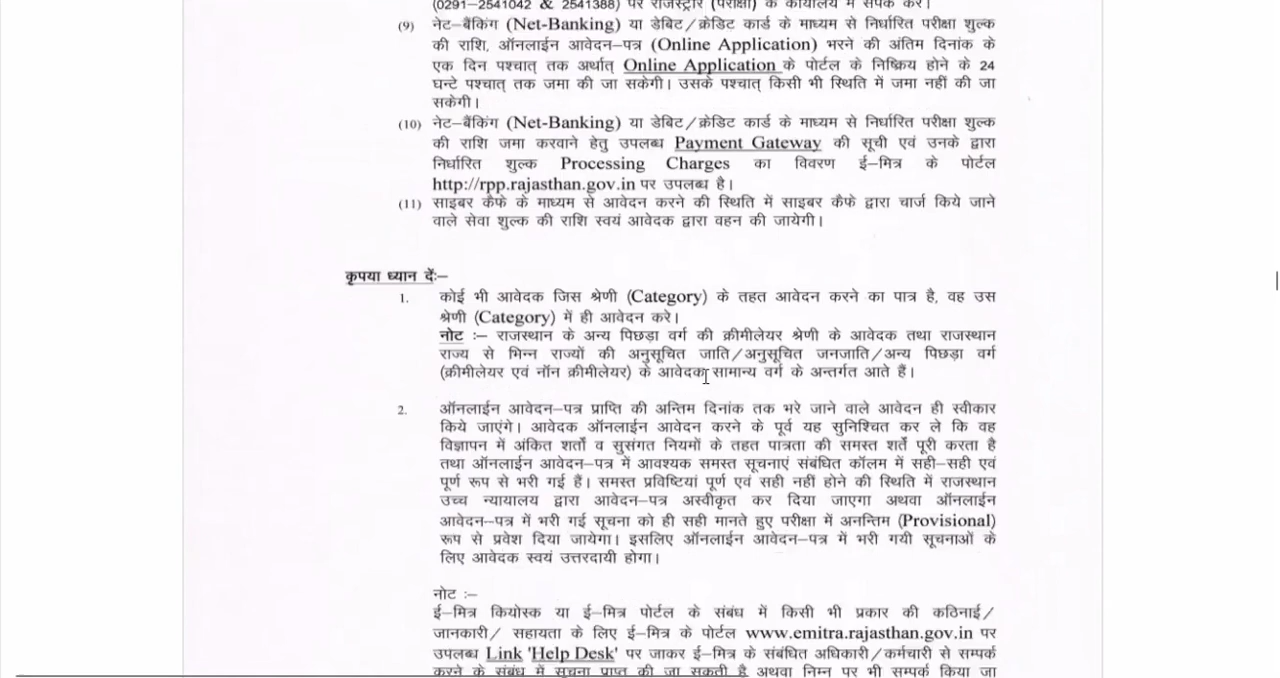 (0291-2541042 & 2541388) पर रजिस्ट्रार (परीक्षा) के कार्यालय में संपर्क करें।
(9) नेट–बैंकिंग (Net-Banking) या डेबिट/क्रेडिट कार्ड के माध्यम से निर्धारित परीक्षा शुल्क
की राशि, ऑनलाईन आवेदन–पत्र (Online Application) भरने की अंतिम दिनांक के
एक दिन पश्चात् तक अर्थात् Online Application के पोर्टल के निष्क्रिय होने के 24
घन्टे पश्चात् तक जमा की जा सकेगी। उसके पश्चात् किसी भी स्थिति में जमा नहीं की जा
सकेगी।
(10) नेट–बैंकिंग (Net-Banking) या डेबिट/क्रेडिट कार्ड के माध्यम से निर्धारित परीक्षा शुल्क
की राशि जमा करवाने हेतु उपलब्ध Payment Gateway की सूची एवं उनके द्वारा
निर्धारित शुल्क Processing Charges का विवरण ई–मित्र के पोर्टल
http://rpp.rajasthan.gov.in पर उपलब्ध है।
(11) साइबर कैफे के माध्यम से आवेदन करने की स्थिति में साइबर कैफे द्वारा चार्ज किये जाने
वाले सेवा शुल्क की राशि स्वयं आवेदक द्वारा वहन की जायेगी।
कृपया ध्यान दें:–
1. कोई भी आवेदक जिस श्रेणी (Category) के तहत आवेदन करने का पात्र है, वह उस
श्रेणी (Category) में ही आवेदन करे।
नोट :– राजस्थान के अन्य पिछड़ा वर्ग की क्रीमीलेयर श्रेणी के आवेदक तथा राजस्थान
राज्य से भिन्न राज्यों की अनुसूचित जाति/अनुसूचित जनजाति/अन्य पिछड़ा वर्ग
(क्रीमीलेयर एवं नॉन क्रीमीलेयर) के आवेदक सामान्य वर्ग के अन्तर्गत आते हैं।
2. ऑनलाईन आवेदन–पत्र प्राप्ति की अन्तिम दिनांक तक भरे जाने वाले आवेदन ही स्वीकार
किये जाएंगे। आवेदक ऑनलाईन आवेदन करने के पूर्व यह सुनिश्चित कर ले कि वह
विज्ञापन में अंकित शर्तों व सुसंगत नियमों के तहत पात्रता की समस्त शर्तें पूरी करता है
तथा ऑनलाईन आवेदन–पत्र में आवश्यक समस्त सूचनाएं संबंधित कॉलम में सही–सही एवं
पूर्ण रूप से भरी गई हैं। समस्त प्रविष्टियां पूर्ण एवं सही नहीं होने की स्थिति में राजस्थान
उच्च न्यायालय द्वारा आवेदन–पत्र अस्वीकृत कर दिया जाएगा अथवा ऑनलाईन
आवेदन–पत्र में भरी गई सूचना को ही सही मानते हुए परीक्षा में अनन्तिम (Provisional)
रूप से प्रवेश दिया जायेगा। इसलिए ऑनलाईन आवेदन–पत्र में भरी गयी सूचनाओं के
लिए आवेदक स्वयं उत्तरदायी होगा।
नोट :–
ई–मित्र कियोस्क या ई–मित्र पोर्टल के संबंध में किसी भी प्रकार की कठिनाई/
जानकारी/ सहायता के लिए ई–मित्र के पोर्टल www.emitra.rajasthan.gov.in पर
उपलब्ध Link 'Help Desk' पर जाकर ई–मित्र के संबंधित अधिकारी/कर्मचारी से सम्पर्क
करने के संबंध में सूचना प्राप्त की जा सकती है अथवा निम्न पर भी सम्पर्क किया जा